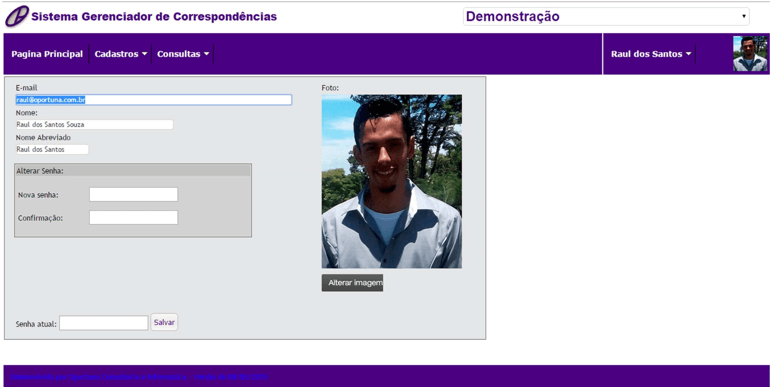 Sistema Gerenciador de Correspondências
Demonstração
Pagina Principal Cadastros Consultas Raul dos Santos
E-mail
raul@oportuna.com.br
Nome:
Raul dos Santos Souza
Nome Abreviado
Raul dos Santos
Alterar Senha:
Nova senha:
Confirmação:
Foto:
Alterar imagem
Senha atual: Salvar